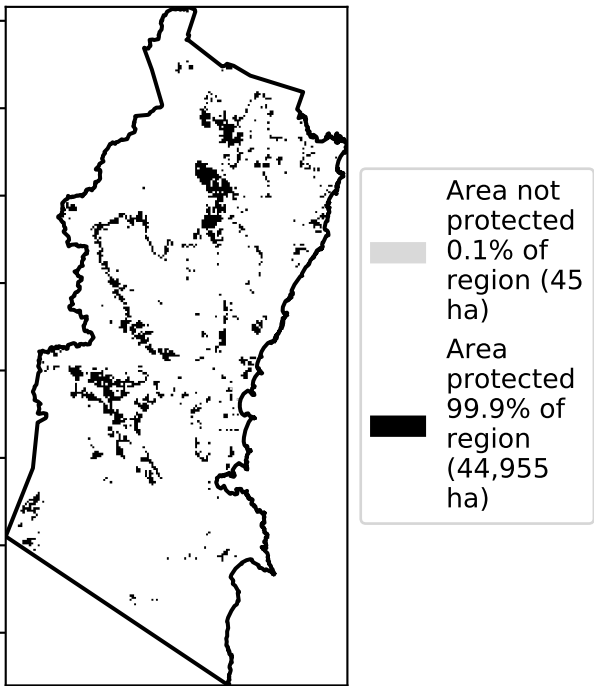 Area not
protected
0.1% of
region (45
ha)
Area
protected
99.9% of
region
(44,955
ha)